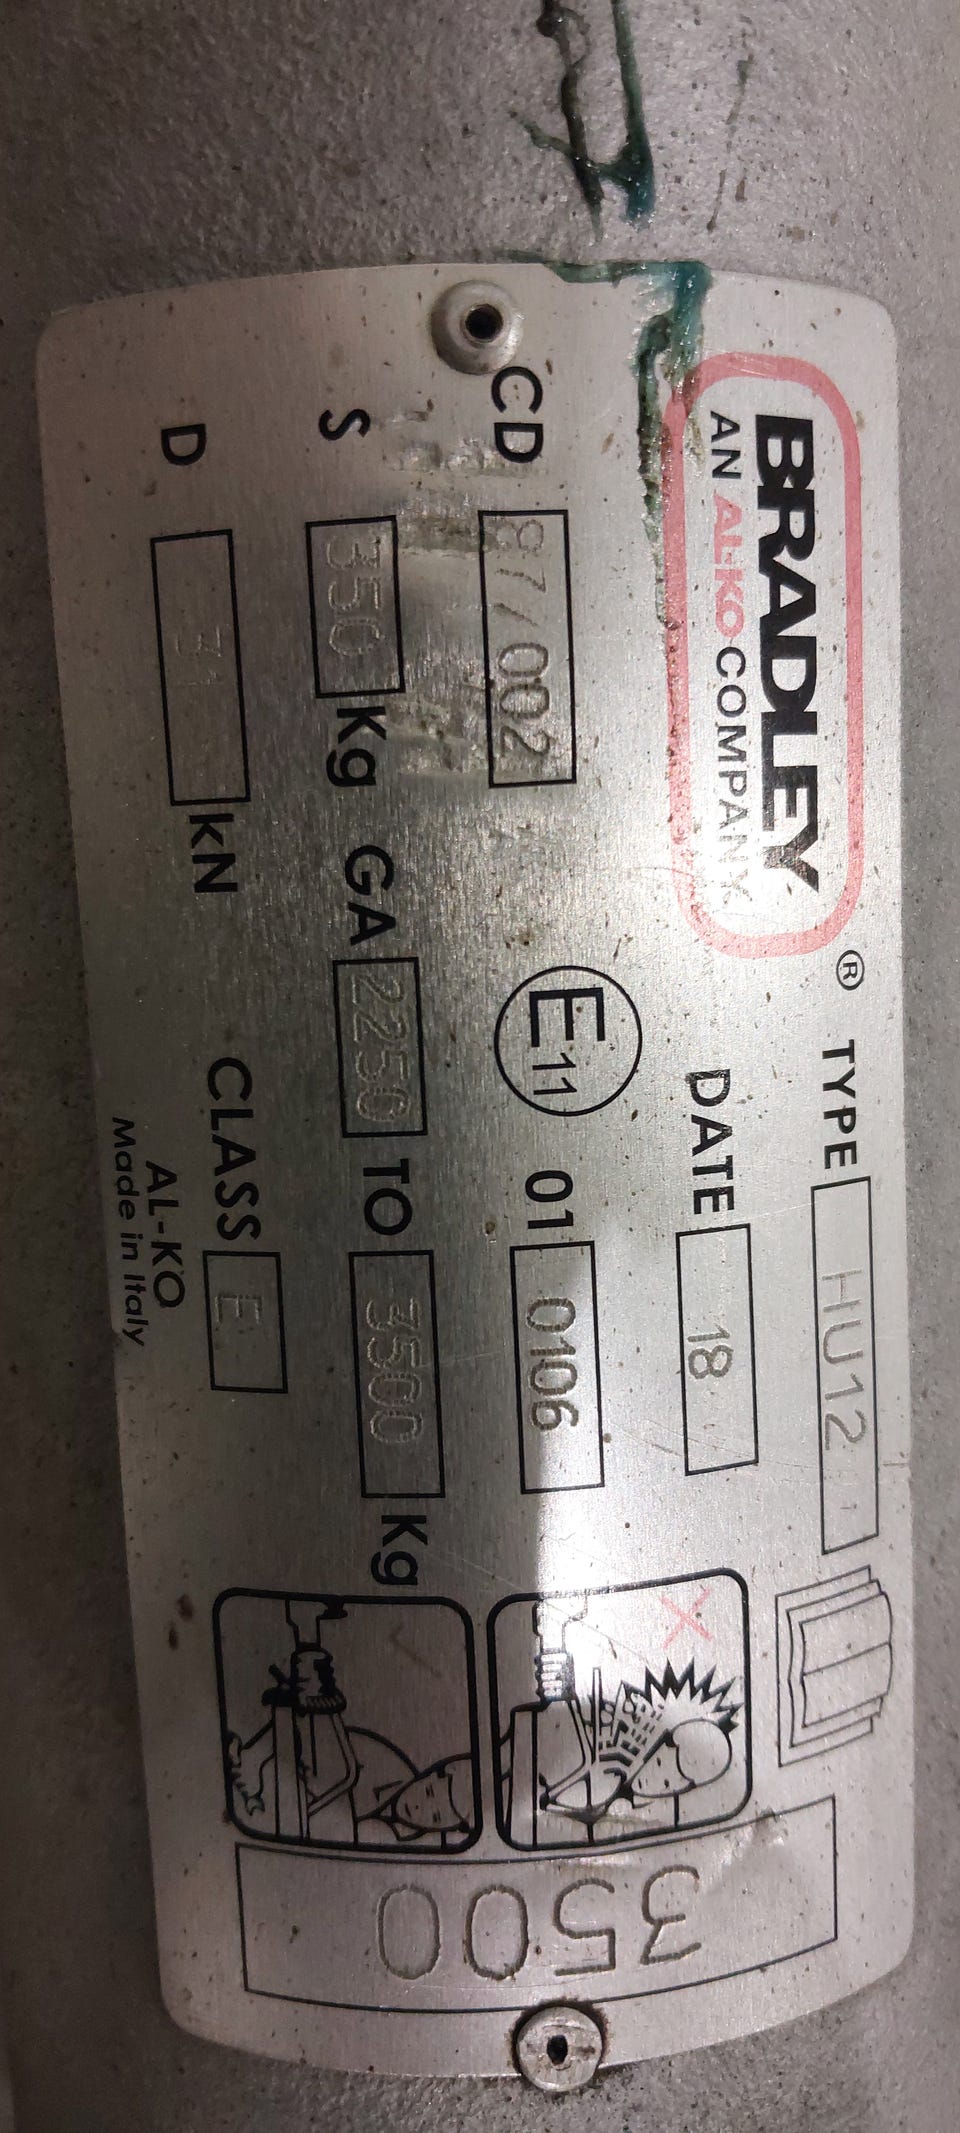 BRADLEY ® TYPE HU12
AN AL-KO COMPANY DATE 18
CD 87/002 E11 01 0106
S 350 Kg GA 2250 TO 3500 Kg
D 31 kN CLASS E
AL-KO
Made in Italy
3500